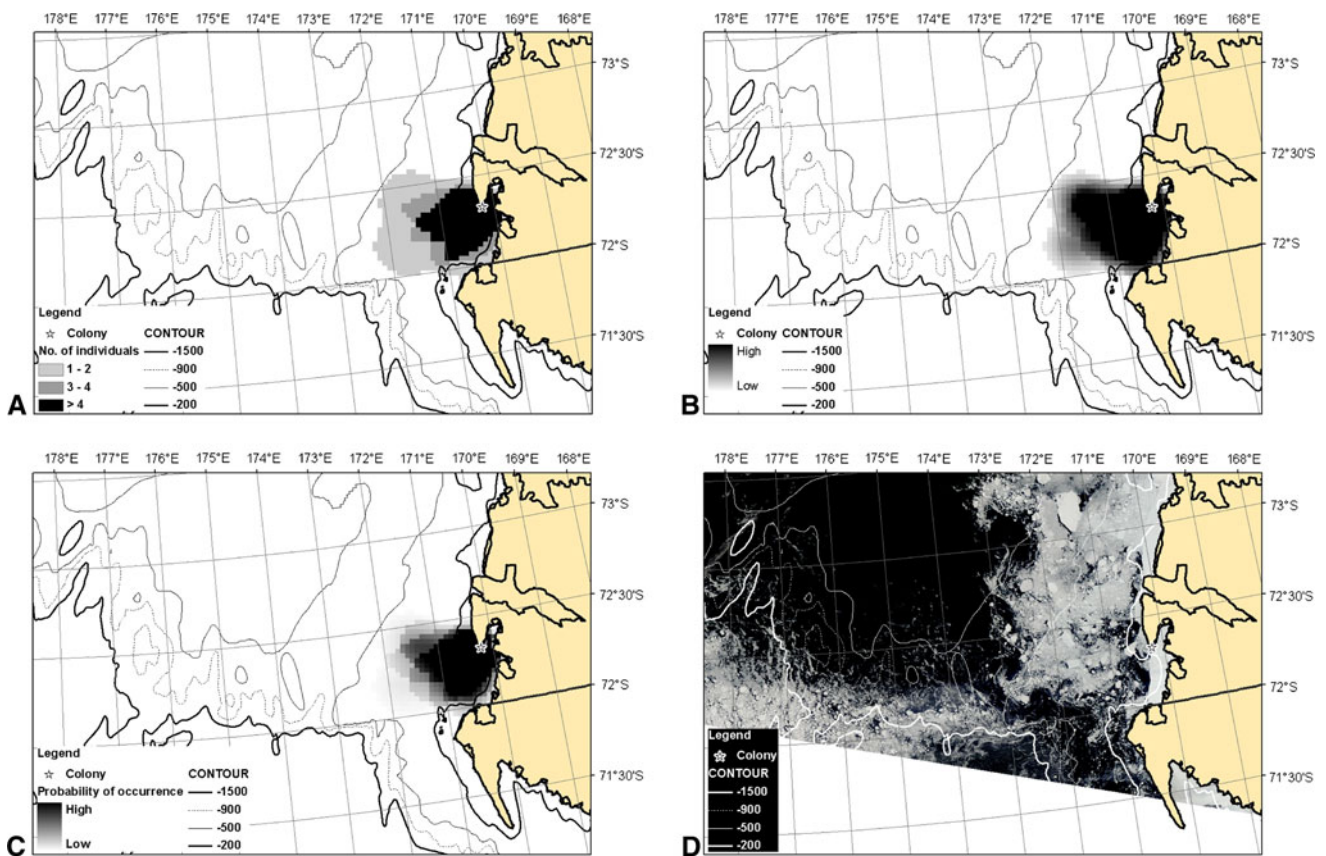 178°E 177°E 176°E 175°E 174°E 173°E 172°E 171°E 170°E 169°E 168°E
73°S
72°30'S
72°S
71°30'S
Legend
Colony
No. of individuals
1 - 2
3 - 4
> 4
CONTOUR
-1500
-900
-500
-200
A
178°E 177°E 176°E 175°E 174°E 173°E 172°E 171°E 170°E 169°E 168°E
73°S
72°30'S
72°S
71°30'S
Legend
Colony
High
Low
CONTOUR
-1500
-900
-500
-200
B
178°E 177°E 176°E 175°E 174°E 173°E 172°E 171°E 170°E 169°E 168°E
73°S
72°30'S
72°S
71°30'S
Legend
Colony
Probability of occurrence
High
Low
CONTOUR
-1500
-900
-500
-200
C
178°E 177°E 176°E 175°E 174°E 173°E 172°E 171°E 170°E 169°E 168°E
73°S
72°30'S
72°S
71°30'S
Legend
Colony
CONTOUR
-1500
-900
-500
-200
D